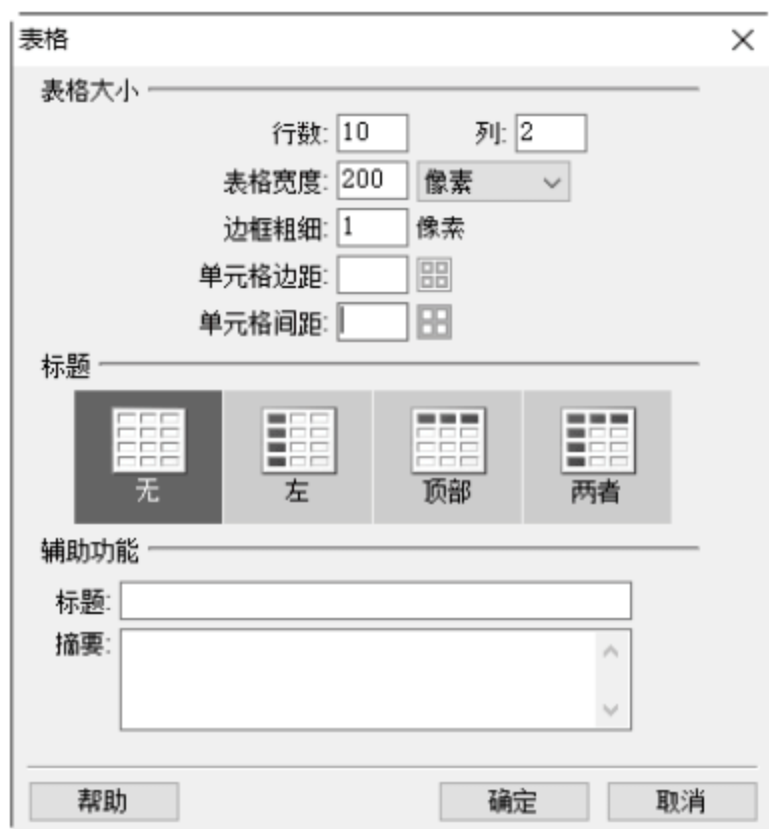 表格
表格大小
行数: 10 列: 2
表格宽度: 200 像素
边框粗细: 1 像素
单元格边距:
单元格间距:
标题
无 左 顶部 两者
辅助功能
标题:
摘要:
帮助 确定 取消